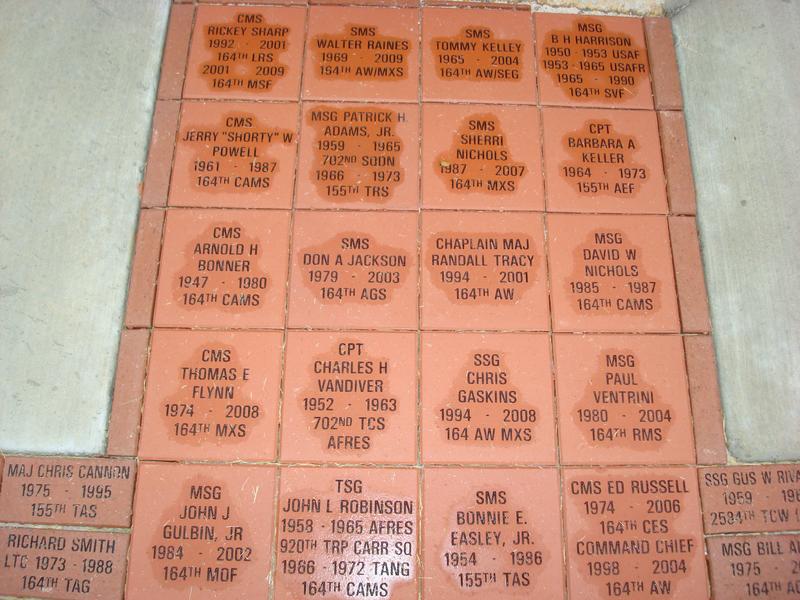 CMS
RICKEY SHARP
1992 - 2001
164TH LRS
2001 - 2009
164TH MSF
SMS
WALTER RAINES
1969 - 2009
194TH AW/MXS
SMS
TOMMY KELLEY
1965 - 2004
164TH AW/SEG
MSG
B H HARRISON
1950 - 1953 USAF
1953 - 1965 USAFR
1965 - 1990
164TH SVF
CMS
JERRY "SHORTY" W
POWELL
1961 - 1987
164TH CAMS
MSG PATRICK H
ADAMS, JR.
1959 - 1965
702ND SQDN
1966 - 1973
155TH TRS
SMS
SHERRI
NICHOLS
1987 - 2007
164TH MXS
CPT
BARBARA A
KELLER
1964 - 1973
155TH AEF
CMS
ARNOLD H
BONNER
1947 - 1980
164TH CAMS
SMS
DON A JACKSON
1979 - 2003
164TH AGS
CHAPLAIN MAJ
RANDALL TRACY
1994 - 2001
164TH AW
MSG
DAVID W
NICHOLS
1985 - 1987
164TH CAMS
CMS
THOMAS E
FLYNN
1974 - 2008
164TH MXS
CPT
CHARLES H
VANDIVER
1952 - 1963
702ND TCS
AFRES
SSG
CHRIS
GASKINS
1994 - 2008
164 AW MXS
MSG
PAUL
VENTRINI
1980 - 2004
164TH RMS
MAJ CHRIS CANNON
1975 - 1995
155TH TAS
RICHARD SMITH
LTC 1973 - 1988
164TH TAG
MSG
JOHN J
GULBIN, JR
1984 - 2002
164TH MOF
TSG
JOHN L ROBINSON
1958 - 1965 AFRES
920TH TRP CARR SQ
1966 - 1972 TANG
164TH CAMS
SMS
BONNIE E.
EASLEY, JR.
1954 - 1986
155TH TAS
CMS ED RUSSELL
1974 - 2006
164TH CES
COMMAND CHIEF
1998 - 2004
164TH AW
SSG GUS W
1959 -
2584TH TCW
MSG BILL
1975 -
164TH